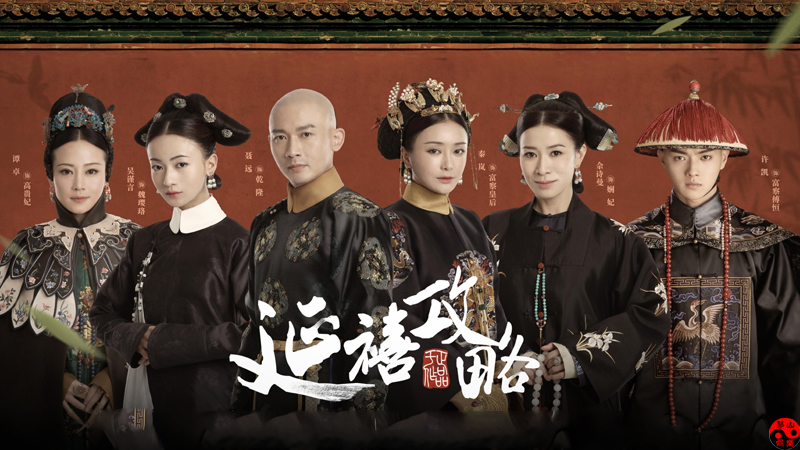 谭卓 饰 高贵妃
吴谨言 饰 魏璎珞
聂远 饰 乾隆
秦岚 饰 富察皇后
佘诗曼 饰 娴妃
许凯 饰 富察傅恒
延禧攻略